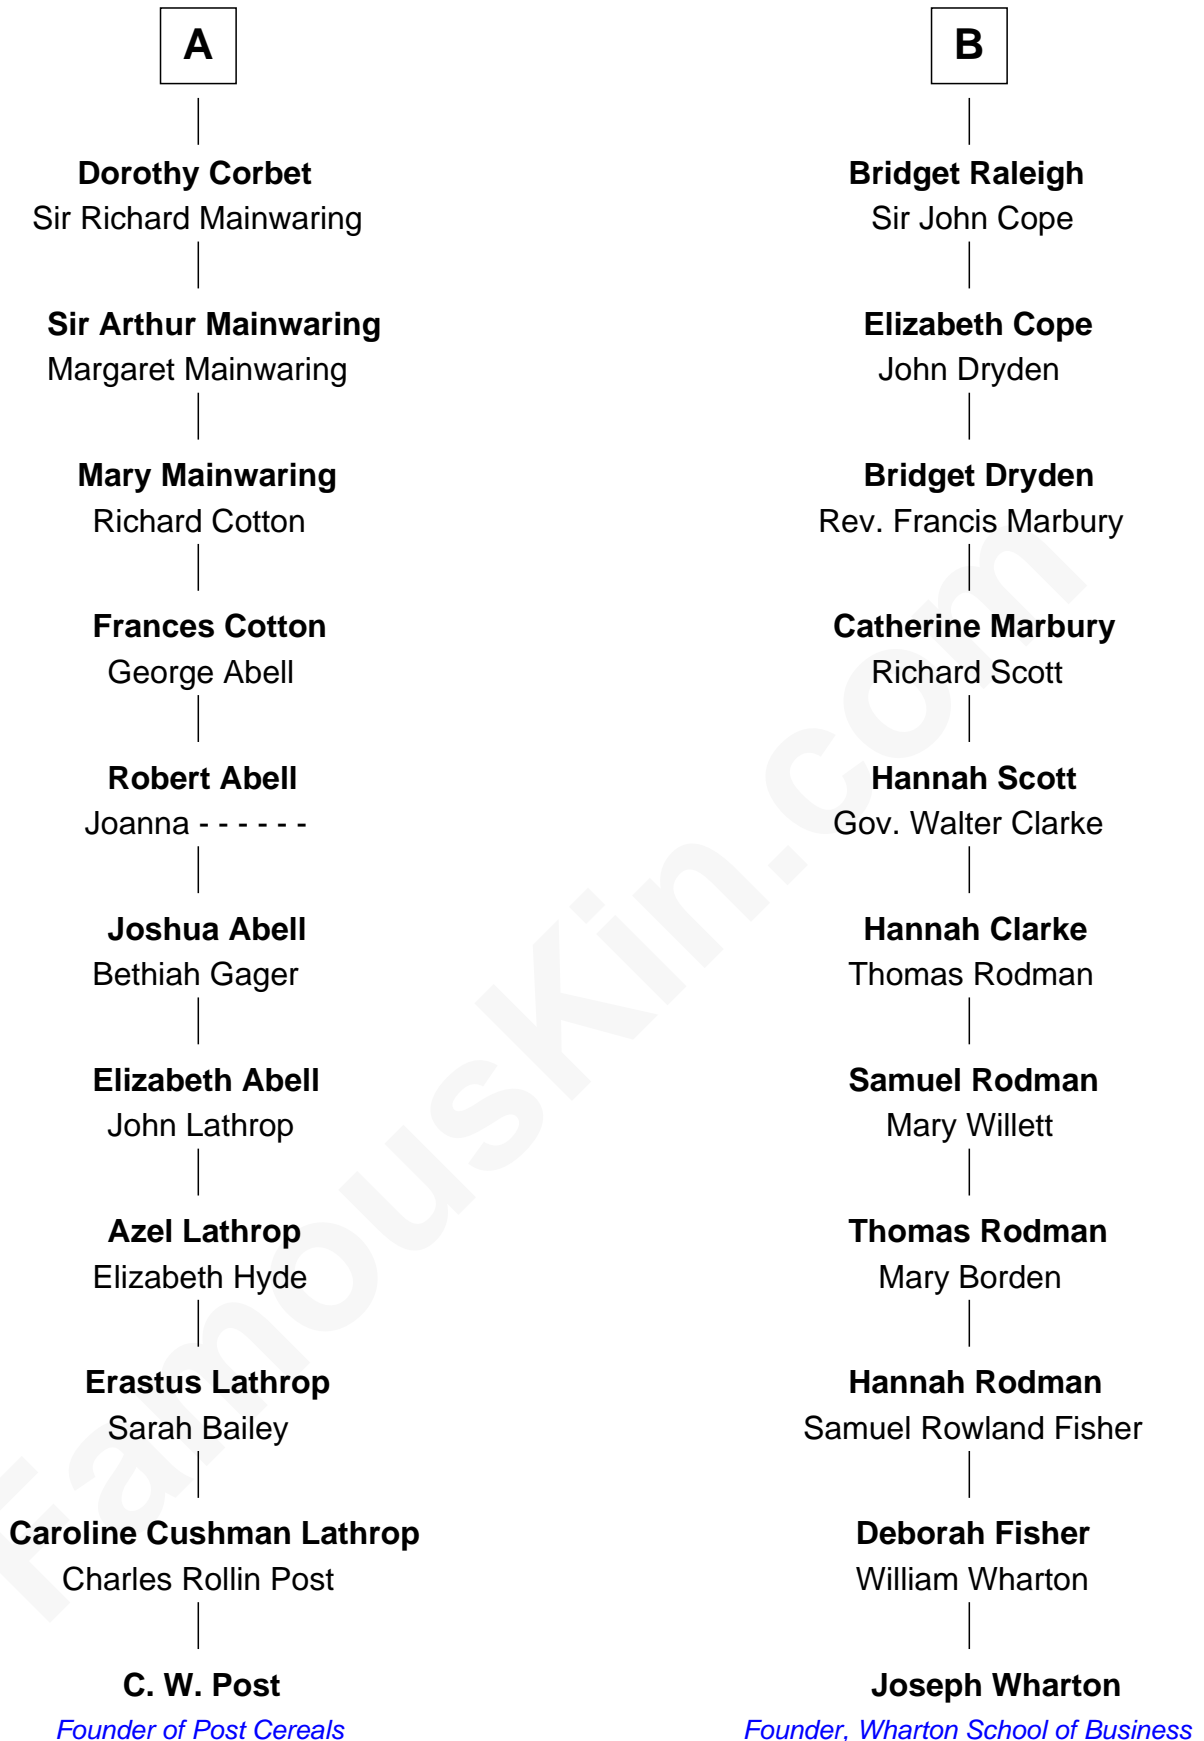 A
Dorothy Corbet
Sir Richard Mainwaring
Sir Arthur Mainwaring
Margaret Mainwaring
Mary Mainwaring
Richard Cotton
Frances Cotton
George Abell
Robert Abell
Joanna - - - - - -
Joshua Abell
Bethiah Gager
Elizabeth Abell
John Lathrop
Azel Lathrop
Elizabeth Hyde
Erastus Lathrop
Sarah Bailey
Caroline Cushman Lathrop
Charles Rollin Post
C. W. Post
Founder of Post Cereals
B
Bridget Raleigh
Sir John Cope
Elizabeth Cope
John Dryden
Bridget Dryden
Rev. Francis Marbury
Catherine Marbury
Richard Scott
Hannah Scott
Gov. Walter Clarke
Hannah Clarke
Thomas Rodman
Samuel Rodman
Mary Willett
Thomas Rodman
Mary Borden
Hannah Rodman
Samuel Rowland Fisher
Deborah Fisher
William Wharton
Joseph Wharton
Founder, Wharton School of Business
FamousKin.com